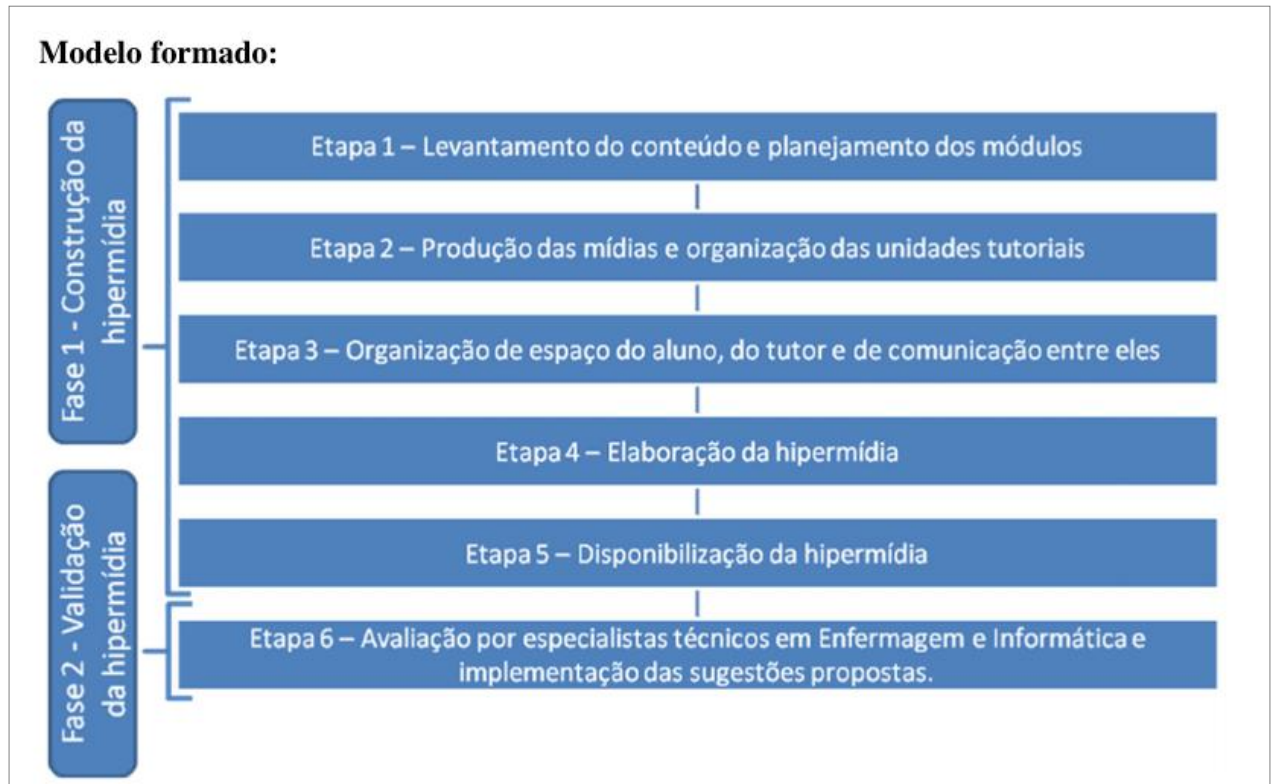 Modelo formado:
Fase 1 - Construção da
hipermídia
Etapa 1 – Levantamento do conteúdo e planejamento dos módulos
Etapa 2 – Produção das mídias e organização das unidades tutoriais
Etapa 3 – Organização de espaço do aluno, do tutor e de comunicação entre eles
Etapa 4 – Elaboração da hipermídia
Etapa 5 – Disponibilização da hipermídia
Fase 2 - Validação
da hipermídia
Etapa 6 – Avaliação por especialistas técnicos em Enfermagem e Informática e
implementação das sugestões propostas.